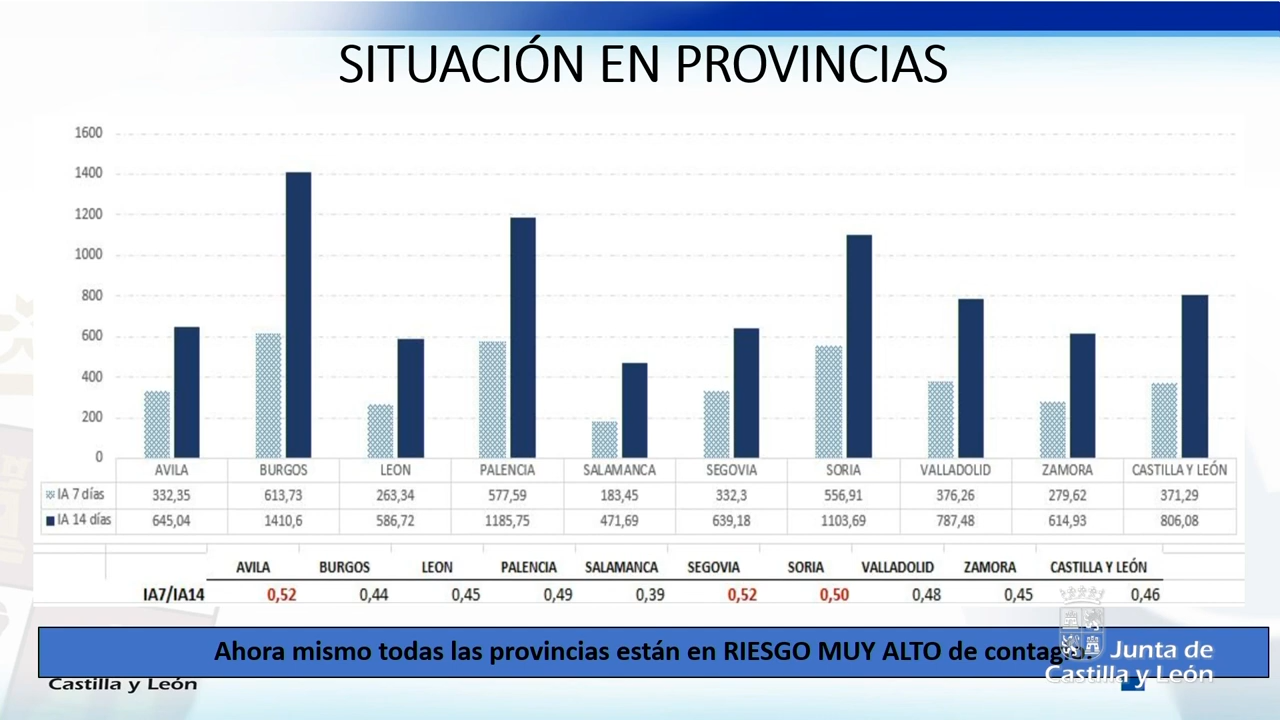 SITUACIÓN EN PROVINCIAS
1600
1400
1200
1000
800
600
400
200
0
AVILA BURGOS LEON PALENCIA SALAMANCA SEGOVIA SORIA VALLADOLID ZAMORA CASTILLA Y LEÓN
IA 7 días 332,35 613,73 263,34 577,59 183,45 332,3 556,91 376,26 279,62 371,29
IA 14 días 645,04 1410,6 586,72 1185,75 471,69 639,18 1103,69 787,48 614,93 806,08
AVILA BURGOS LEON PALENCIA SALAMANCA SEGOVIA SORIA VALLADOLID ZAMORA CASTILLA Y LEÓN
IA7/IA14 0,52 0,44 0,45 0,49 0,39 0,52 0,50 0,48 0,45 0,46
Ahora mismo todas las provincias están en RIESGO MUY ALTO de contagio.
Junta de
Castilla y León
Castilla y León